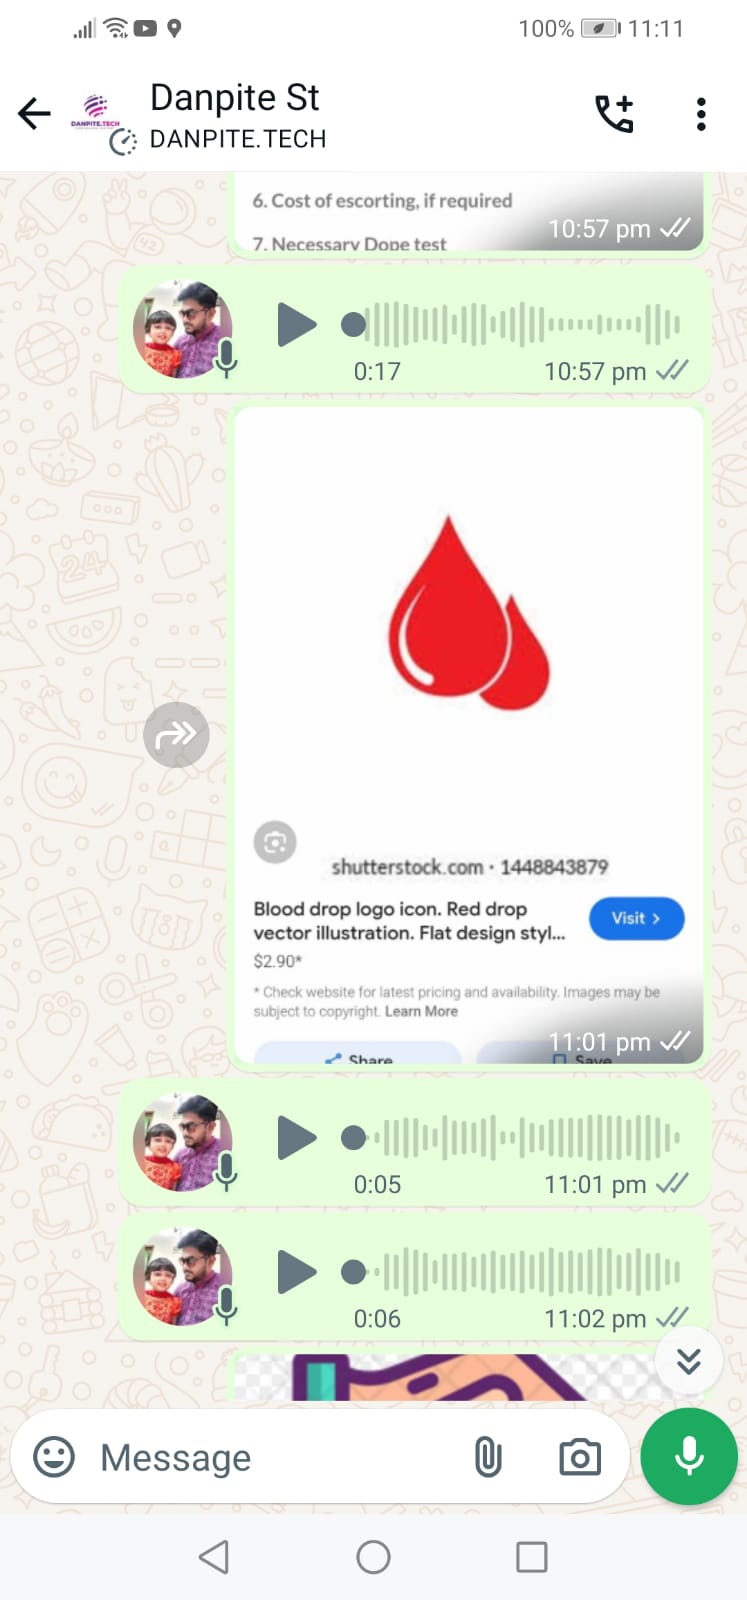 100% 11:11
Danpite St
DANPITE.TECH
DANPITE.TECH
6. Cost of escorting, if required
7. Necessary Dope test
10:57 pm
0:17 10:57 pm
shutterstock.com · 1448843879
Blood drop logo icon. Red drop
vector illustration. Flat design styl...
Visit >
$2.90*
* Check website for latest pricing and availability. Images may be
subject to copyright. Learn More
11:01 pm
Share Save
0:05 11:01 pm
0:06 11:02 pm
Message